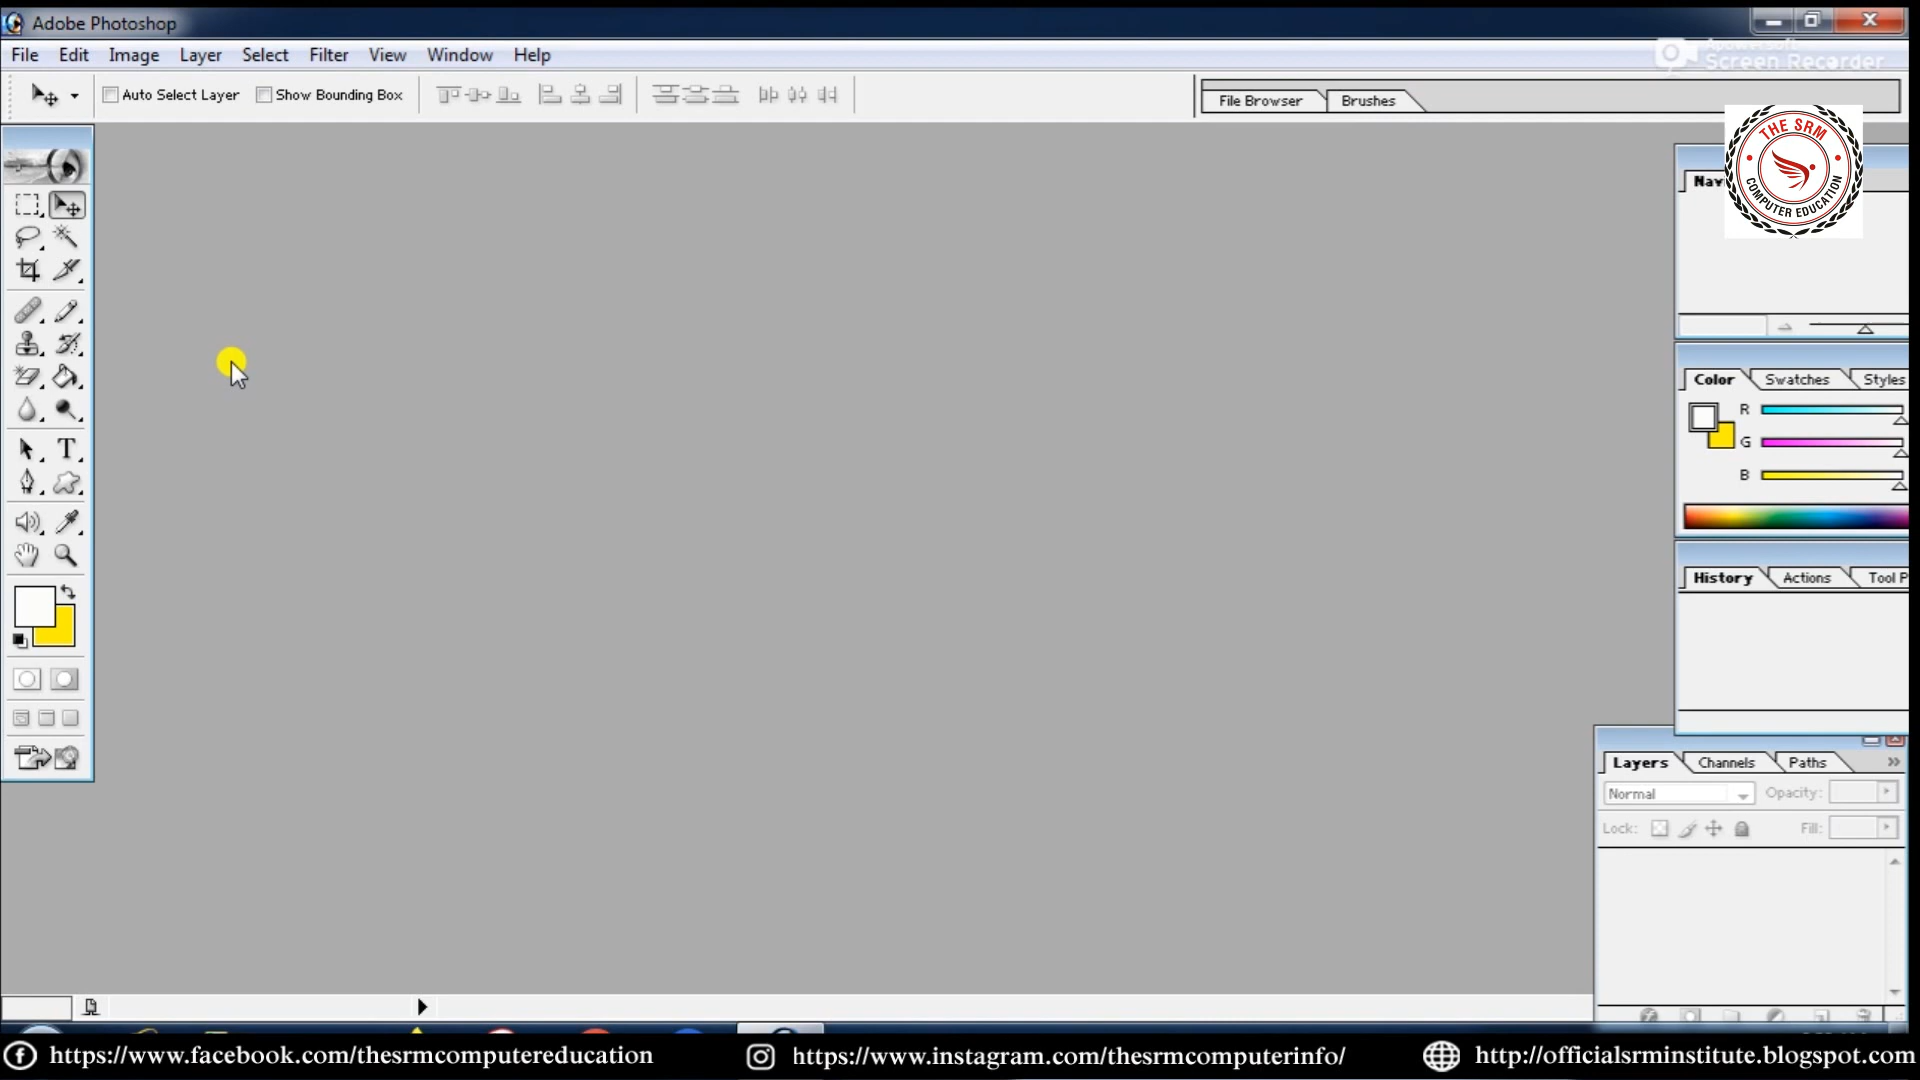 Adobe Photoshop
File Edit Image Layer Select Filter View Window Help
Apowersoft
Screen Recorder
Auto Select Layer Show Bounding Box
File Browser Brushes
THE SRM
COMPUTER EDUCATION
Nav
Color Swatches Styles
R
G
B
T
History Actions Tool P
Layers Channels Paths
Normal Opacity:
Lock: Fill:
https://www.facebook.com/thesrmcomputereducation https://www.instagram.com/thesrmcomputerinfo/ http://officialsrminstitute.blogspot.com